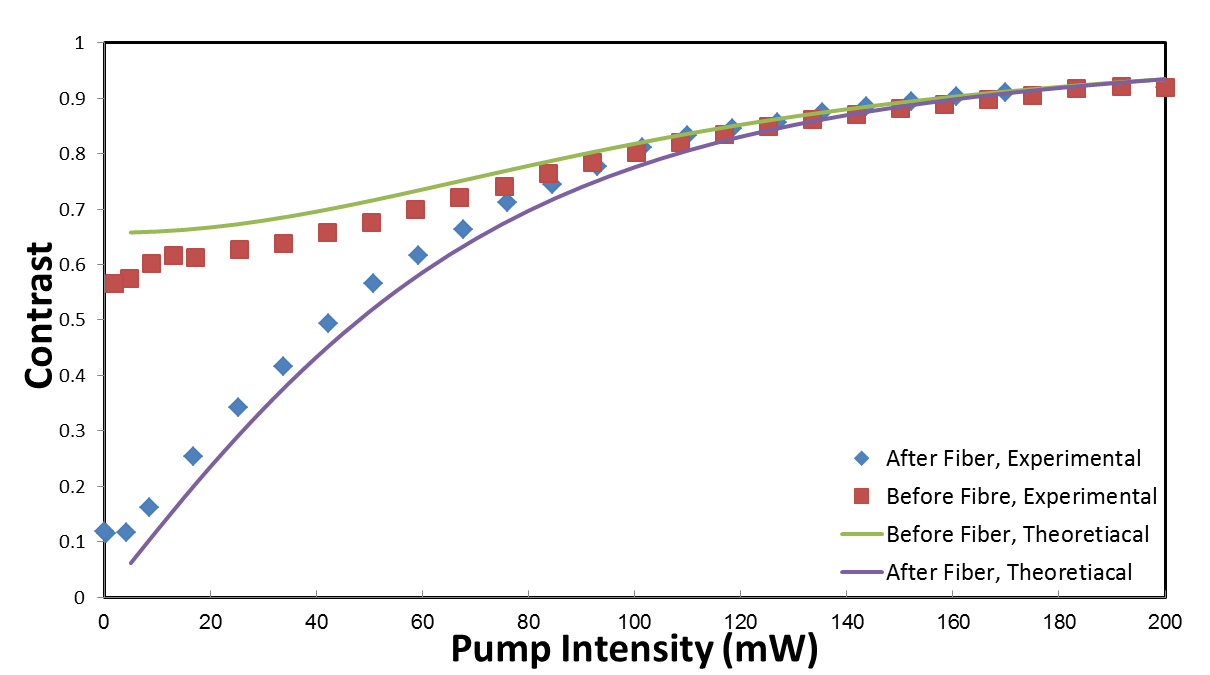 1
0.9
0.8
0.7
0.6
0.5
0.4
0.3
0.2
0.1
0
Contrast
After Fiber, Experimental
Before Fibre, Experimental
Before Fiber, Theoretiacal
After Fiber, Theoretiacal
0 20 40 60 80 100 120 140 160 180 200
Pump Intensity (mW)